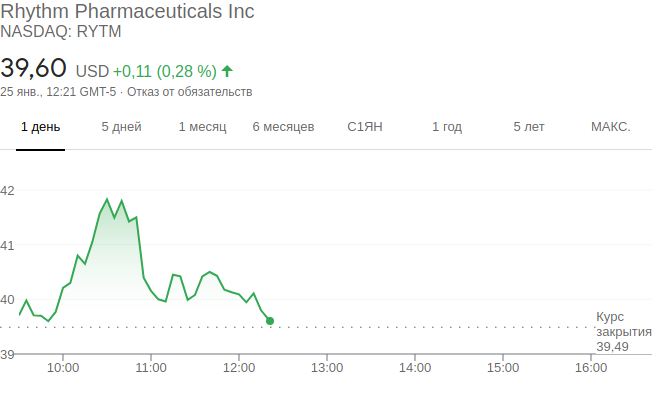 Rhythm Pharmaceuticals Inc
NASDAQ: RYTM
39,60 USD +0,11 (0,28 %)
25 янв., 12:21 GMT-5 · Отказ от обязательств
1 день 5 дней 1 месяц 6 месяцев С1ЯН 1 год 5 лет МАКС.
42
41
40
Курс
закрытия
39,49
39
10:00 11:00 12:00 13:00 14:00 15:00 16:00